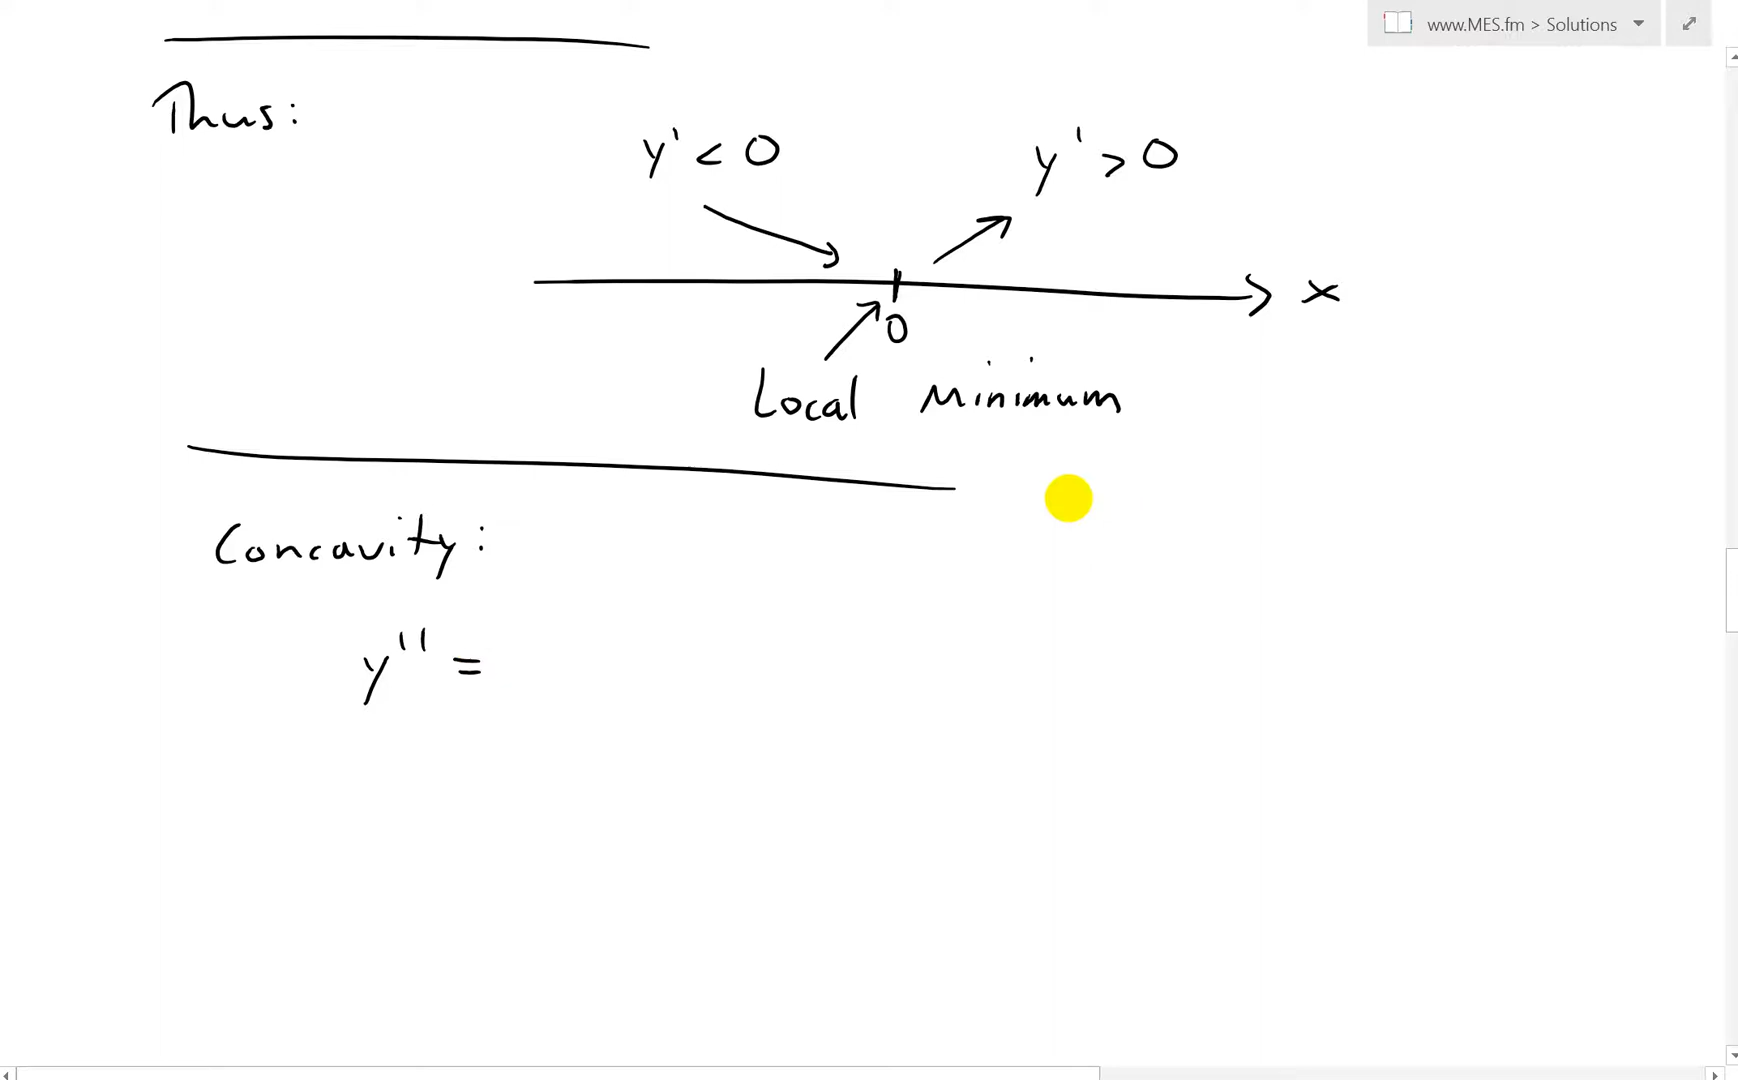 www.MES.fm > Solutions
Thus:
y' < 0
y' > 0
x
0
Local Minimum
Concavity:
y'' =